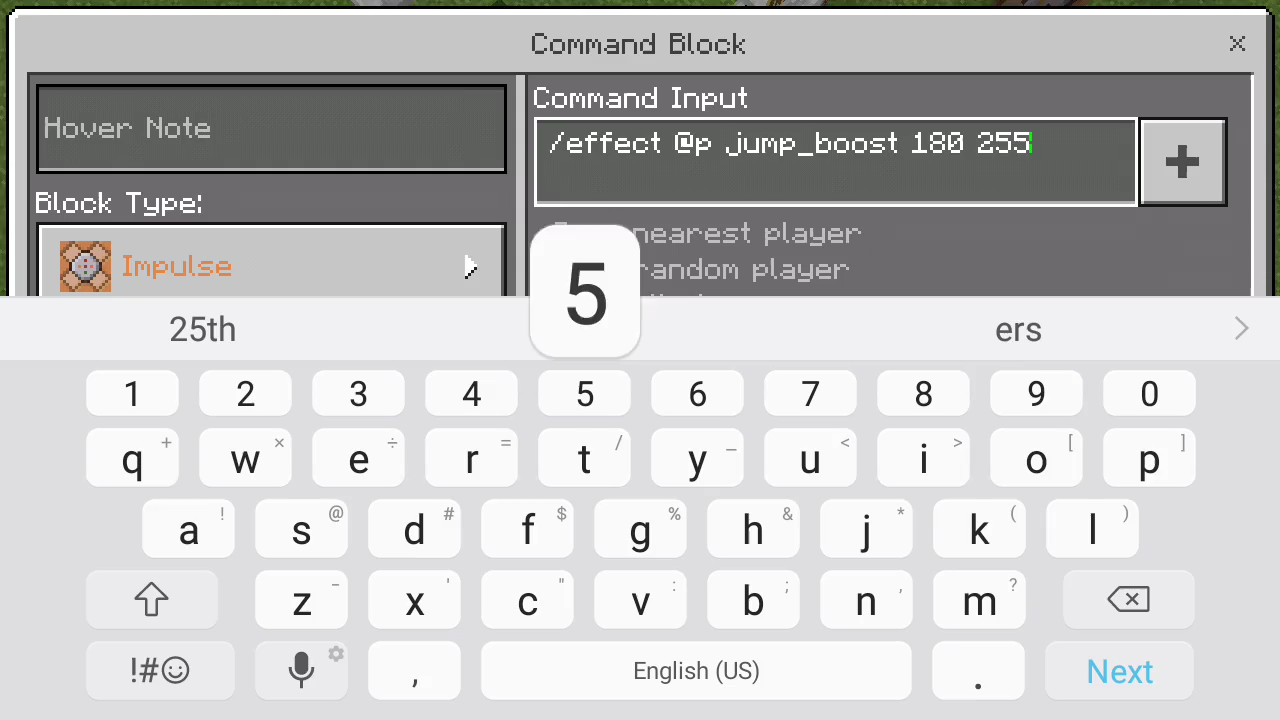 Command Block
Hover Note
Command Input
/effect @p jump_boost 180 255
Block Type:
nearest player
Impulse
random player
5
25th
ers
1 2 3 4 5 6 7 8 9 0
q + w × e ÷ r = t / y _ u < i > o [ p ]
a ! s @ d # f $ g % h & j * k ( l )
z - x ' c " v : b ; n , m ?
!#☺ , English (US) . Next